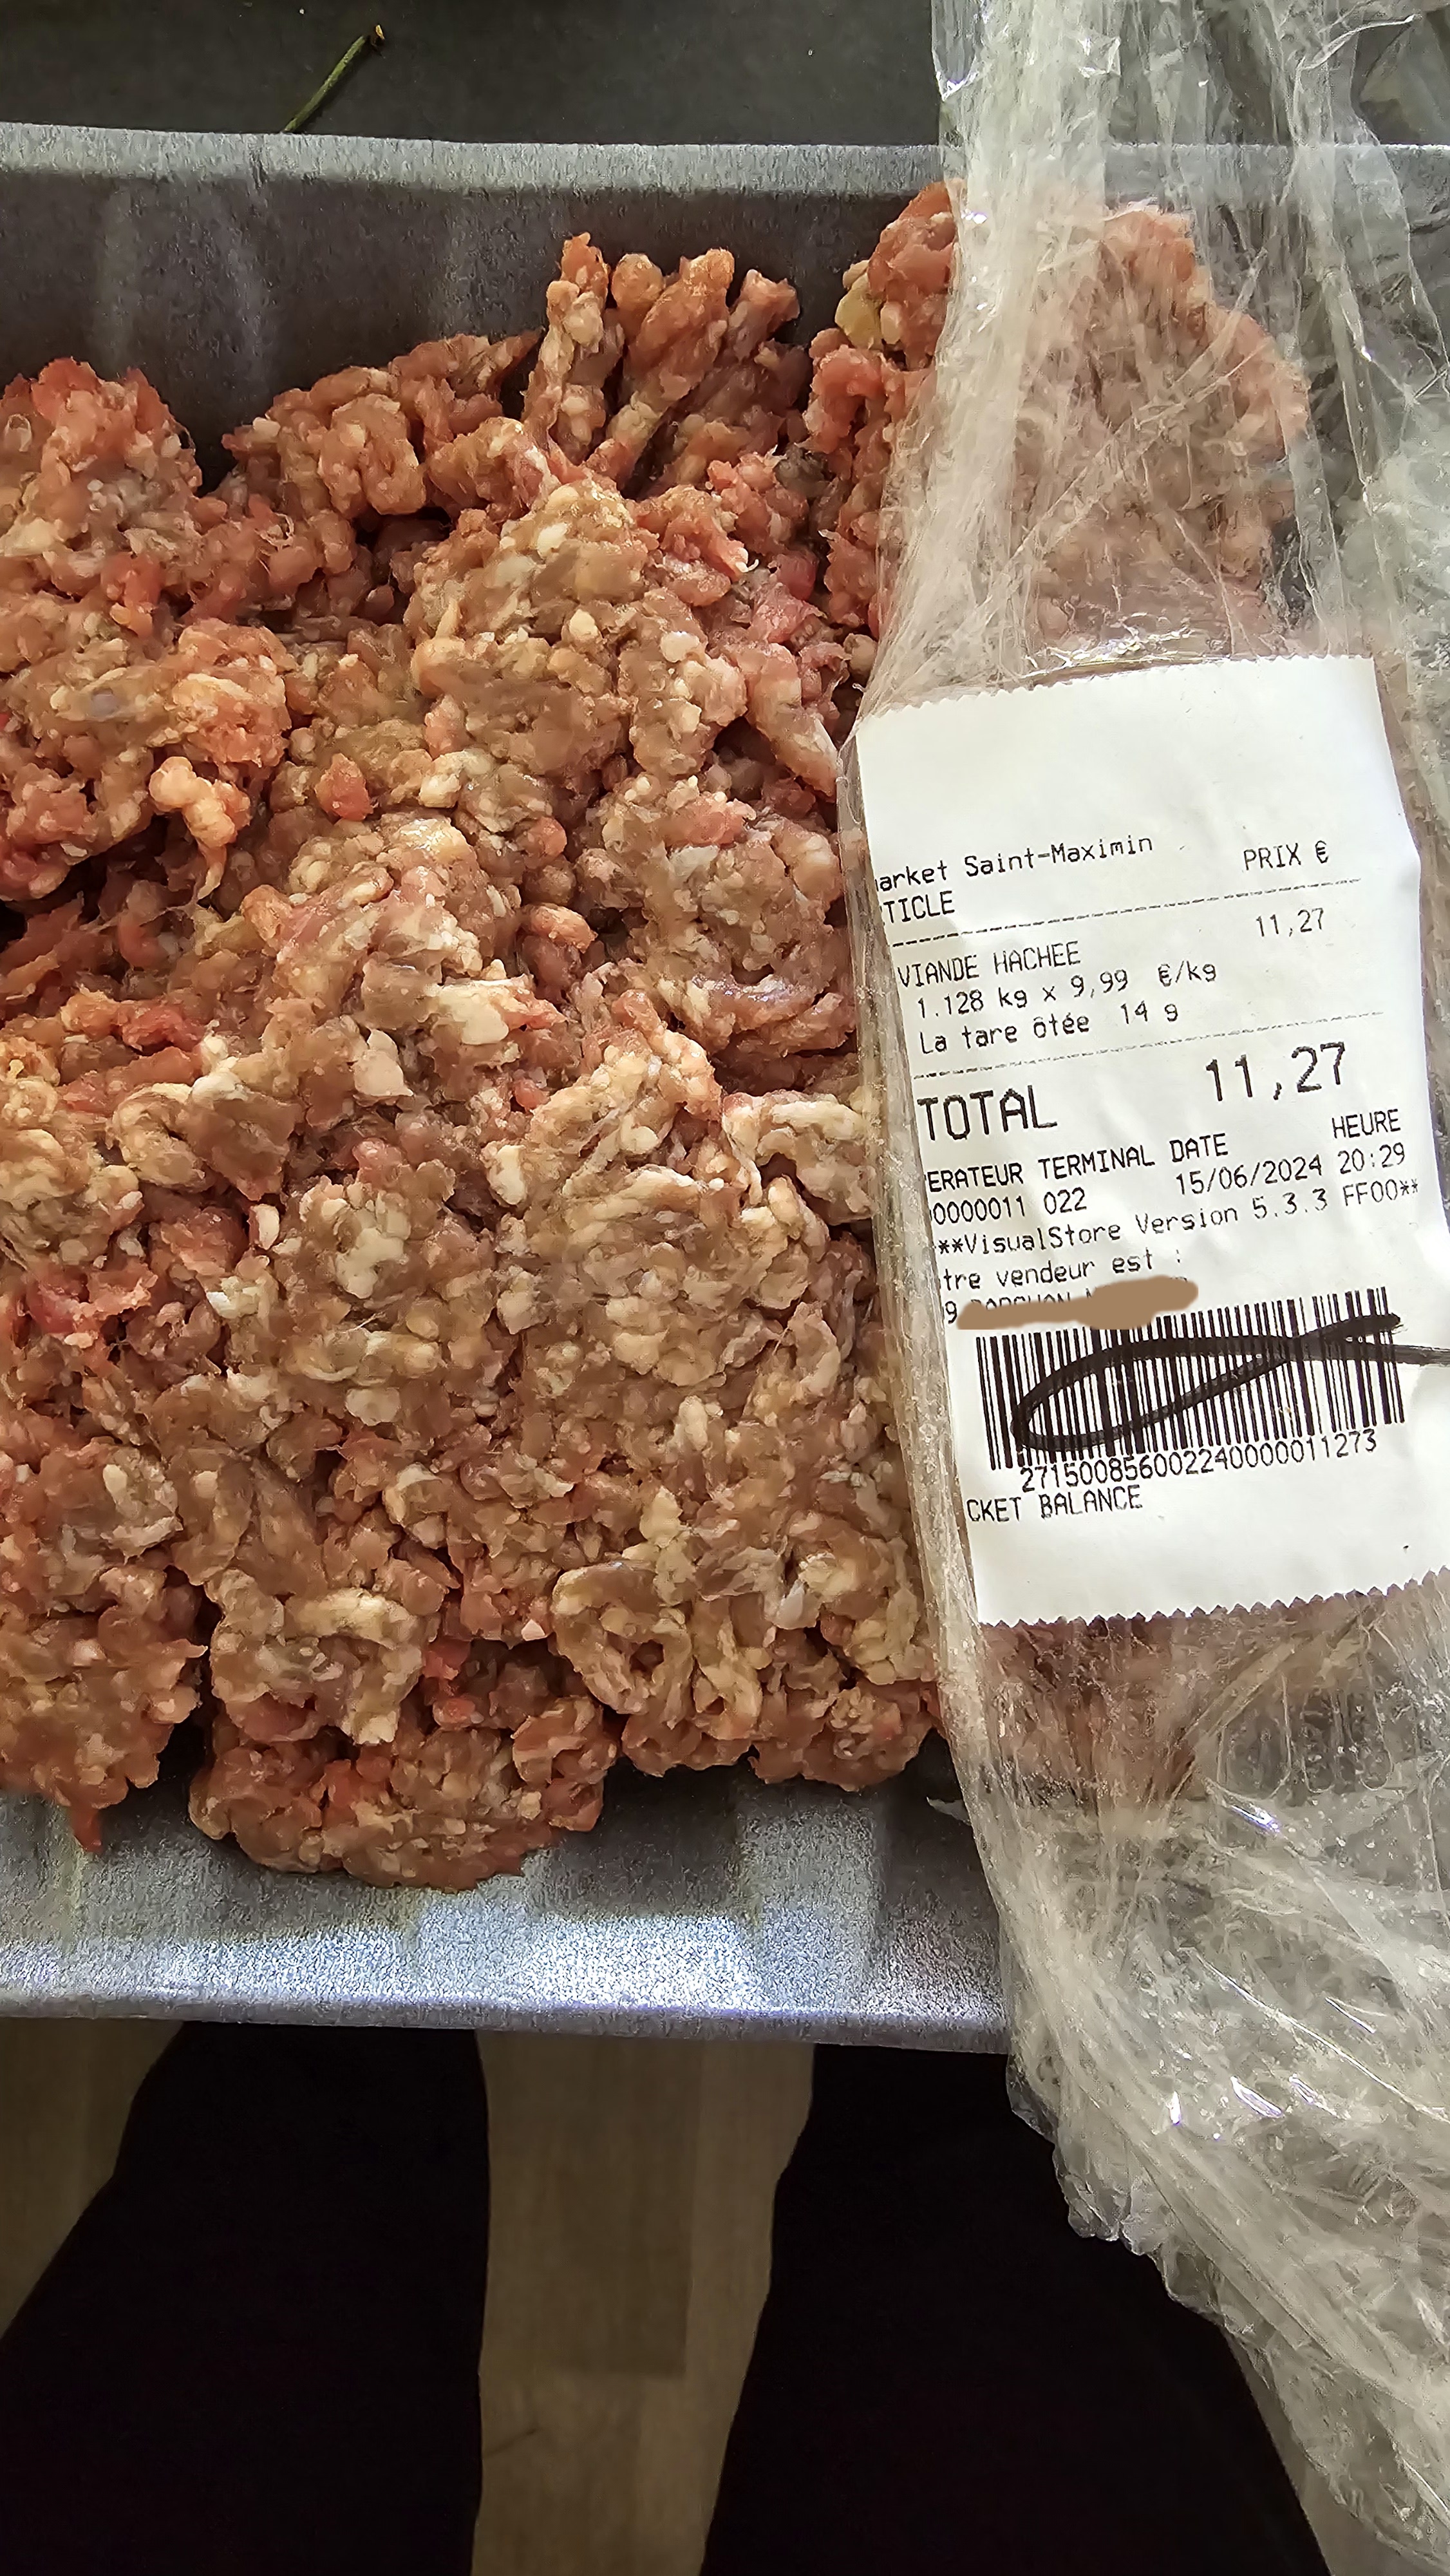 arket Saint-Maximin
TICLE PRIX €
VIANDE HACHEE 11,27
1.128 kg x 9,99 €/kg
La tare ôtée 14 g
TOTAL 11,27
ERATEUR TERMINAL DATE HEURE
0000011 022 15/06/2024 20:29
**VisualStore Version 5.3.3 FF00**
tre vendeur est :
9
271500856002240000011273
CKET BALANCE